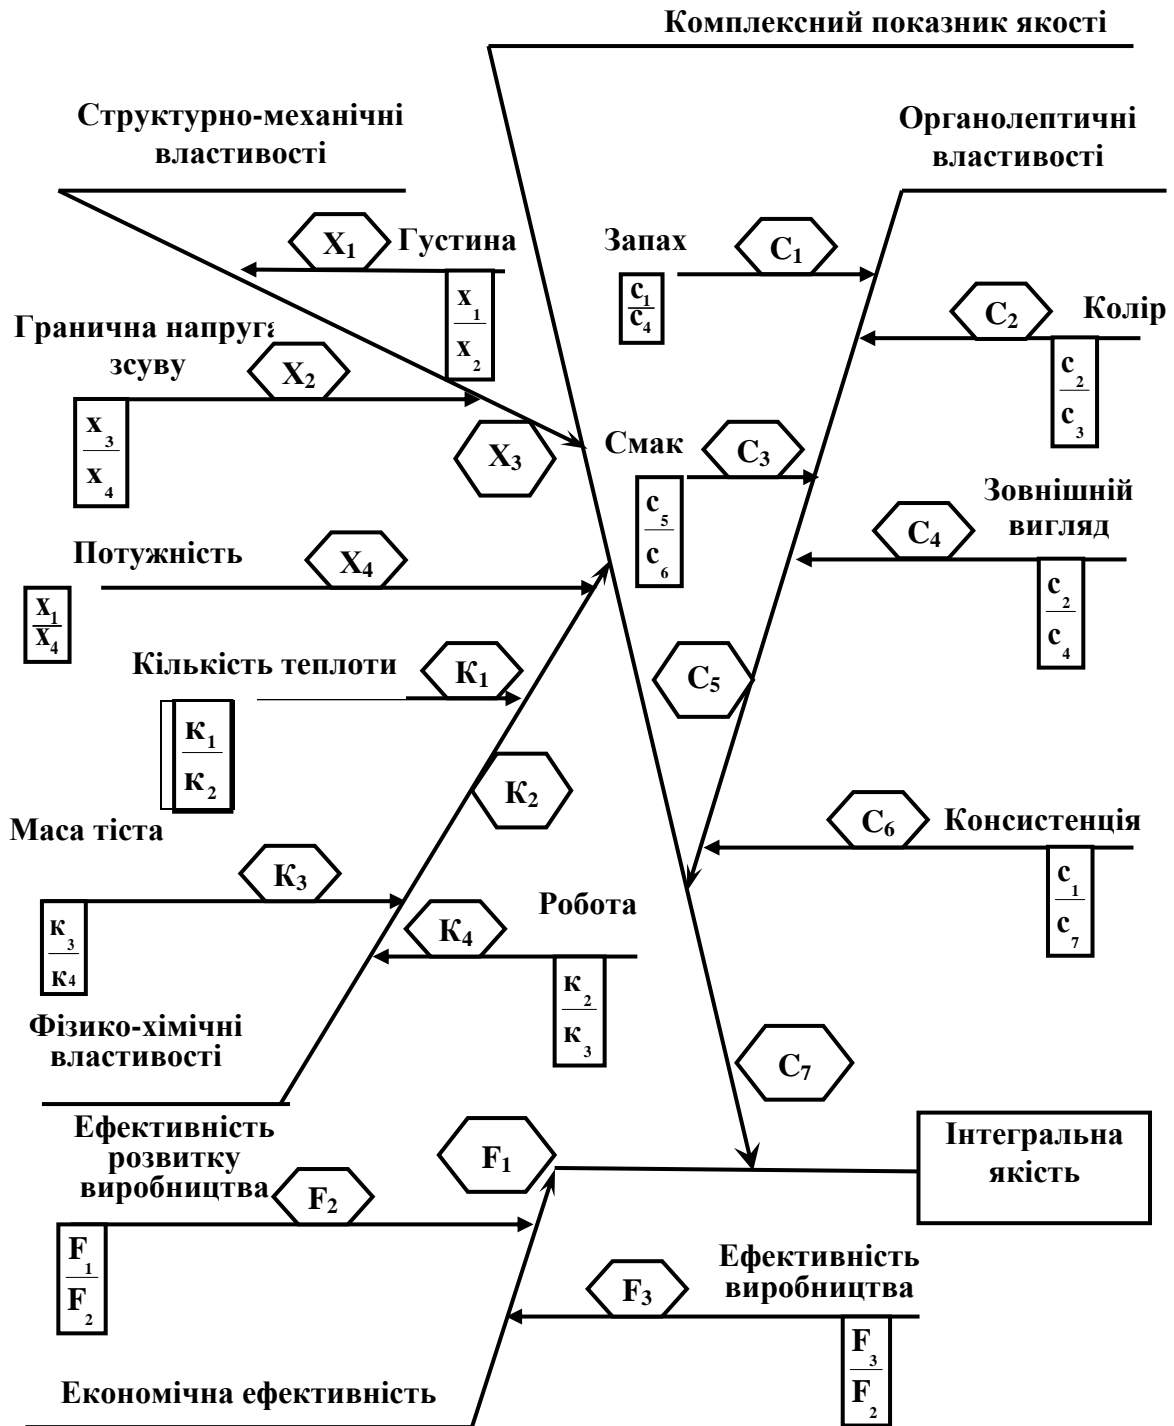 Комплексний показник якості
Структурно-механічні
властивості
Органолептичні
властивості
X₁
Густина
x₁
x₂
Запах
C₁
c₁
c₄
C₂
Колір
c₂
c₃
Гранична напруга
зсуву
X₂
x₃
x₄
X₃
Смак
C₃
c₅
c₆
Зовнішній
вигляд
C₄
c₂
c₄
Потужність
X₄
x₁
x₄
Кількість теплоти
К₁
к₁
к₂
C₅
К₂
Маса тіста
К₃
к₃
к₄
C₆
Консистенція
c₁
c₇
Робота
К₄
к₂
к₃
Фізико-хімічні
властивості
C₇
Ефективність
розвитку
виробництва
F₁
F₂
F₁
F₂
Інтегральна
якість
Ефективність
виробництва
F₃
F₃
F₂
Економічна ефективність